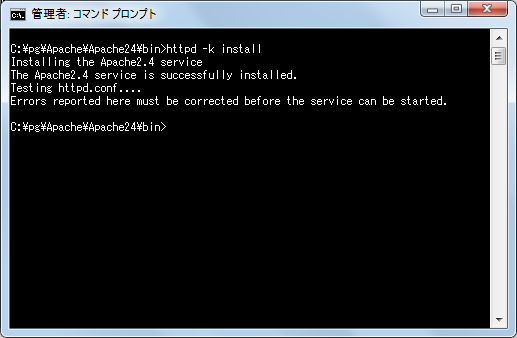 管理者: コマンド プロンプト
C:¥pg¥Apache¥Apache24¥bin>httpd -k install
Installing the Apache2.4 service
The Apache2.4 service is successfully installed.
Testing httpd.conf....
Errors reported here must be corrected before the service can be started.
C:¥pg¥Apache¥Apache24¥bin>